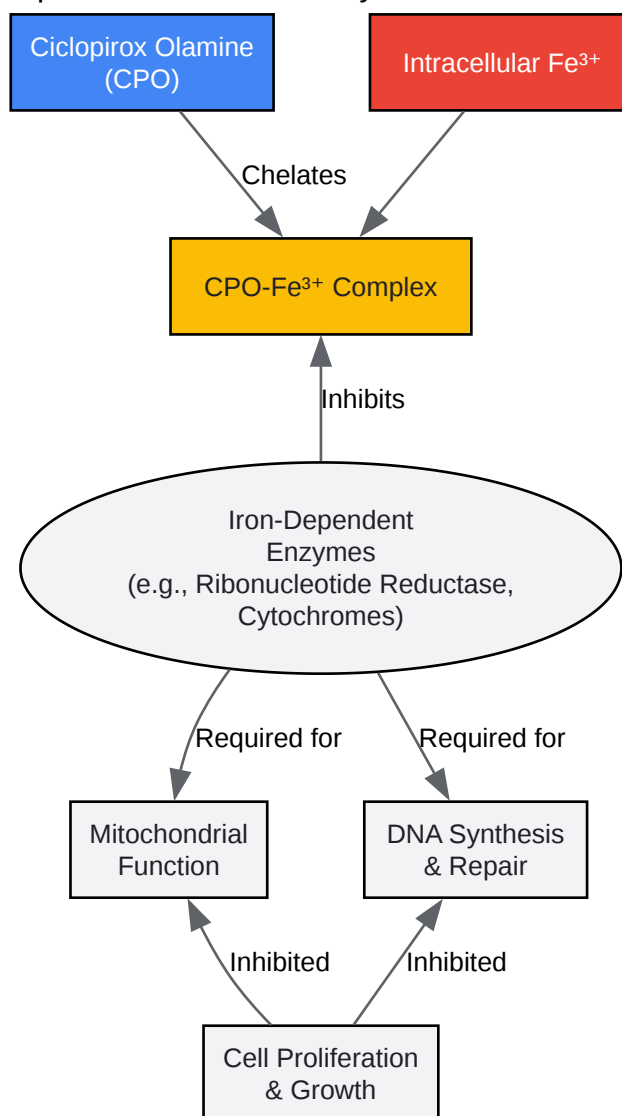 Ciclopirox Olamine
(CPO)
Intracellular Fe³⁺
Chelates
CPO-Fe³⁺ Complex
Inhibits
Iron-Dependent
Enzymes
(e.g., Ribonucleotide Reductase,
Cytochromes)
Required for
Required for
Mitochondrial
Function
DNA Synthesis
& Repair
Inhibited
Inhibited
Cell Proliferation
& Growth